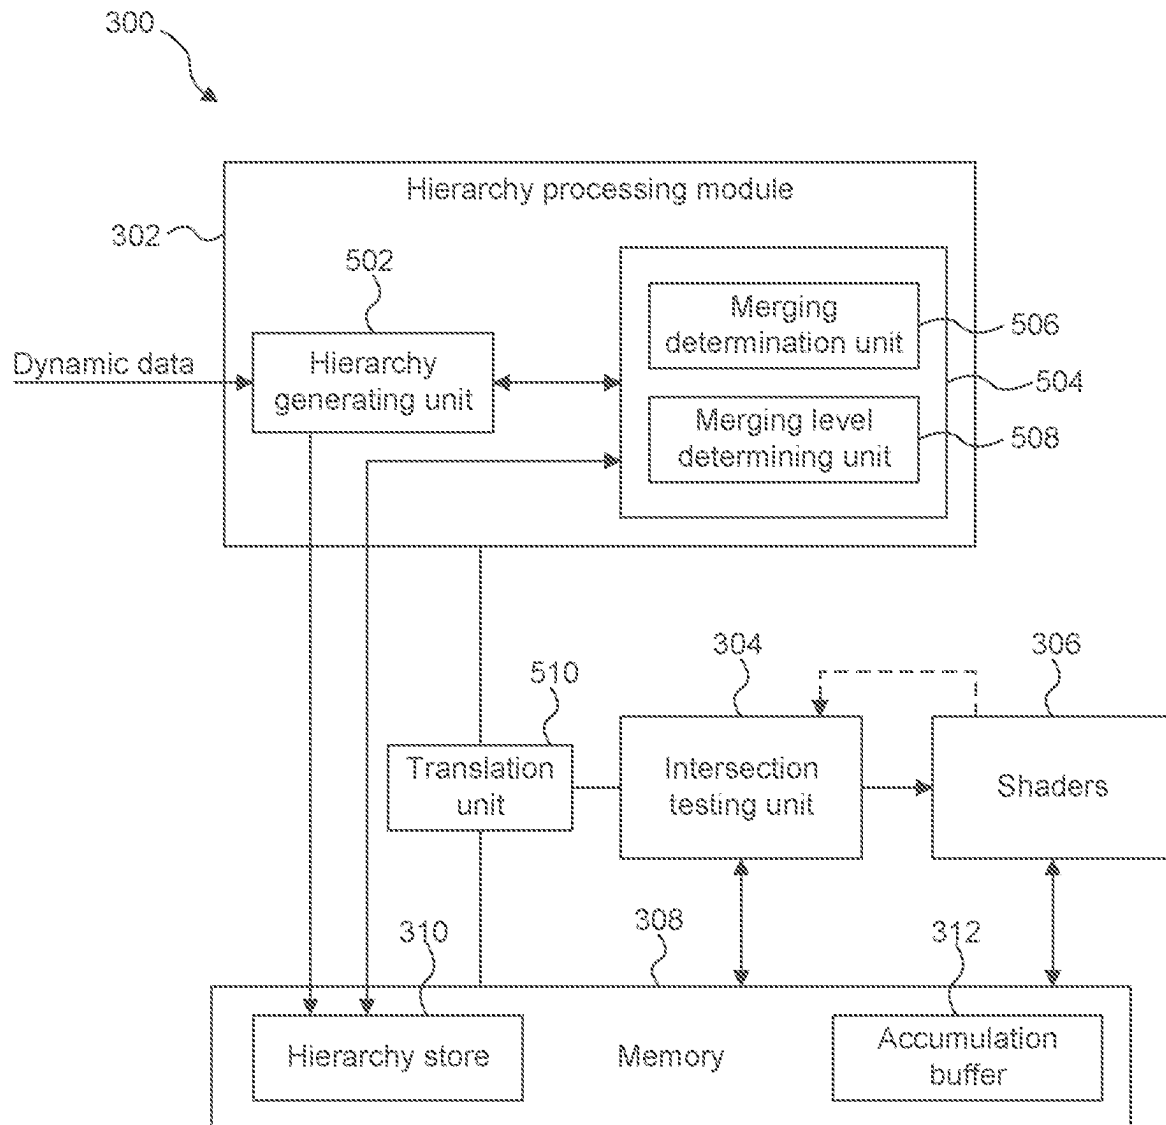 300
Hierarchy processing module
302
502
Merging
determination unit
506
Dynamic data
Hierarchy
generating unit
504
Merging level
determining unit
508
304
306
510
Translation
unit
Intersection
testing unit
Shaders
310
308
312
Hierarchy store
Memory
Accumulation
buffer